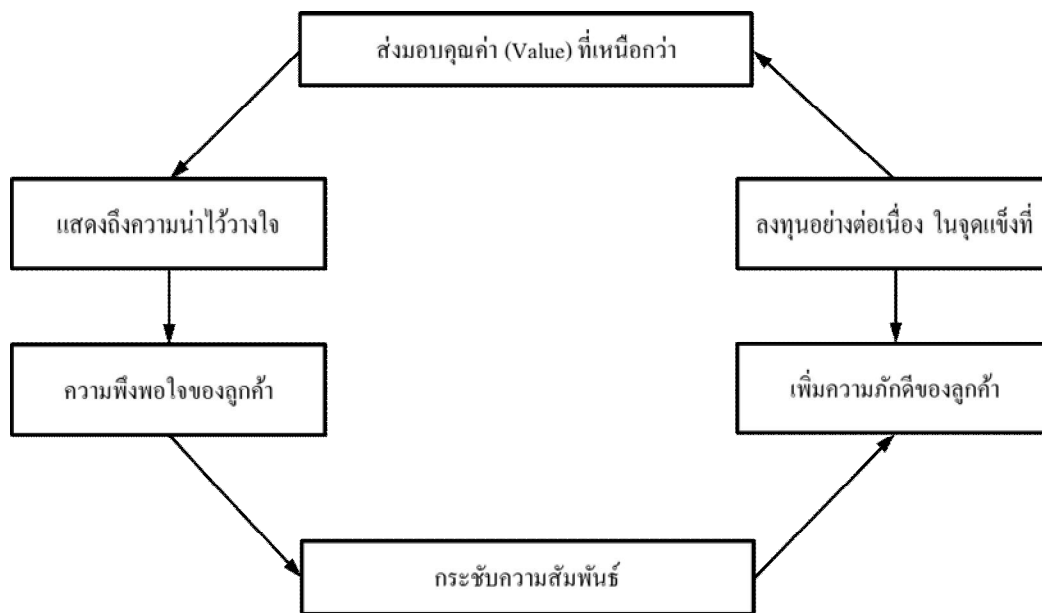 ส่งมอบคุณค่า (Value) ที่เหนือกว่า
แสดงถึงความน่าไว้วางใจ
ลงทุนอย่างต่อเนื่อง ในจุดแข็งที่
ความพึงพอใจของลูกค้า
เพิ่มความภักดีของลูกค้า
กระชับความสัมพันธ์